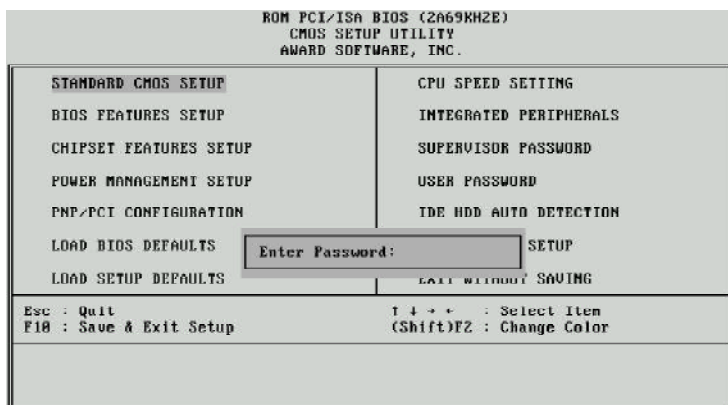 ROM PCI/ISA BIOS (2A69KH2E)
CMOS SETUP UTILITY
AWARD SOFTWARE, INC.
STANDARD CMOS SETUP
BIOS FEATURES SETUP
CHIPSET FEATURES SETUP
POWER MANAGEMENT SETUP
PNP/PCI CONFIGURATION
LOAD BIOS DEFAULTS
LOAD SETUP DEFAULTS
CPU SPEED SETTING
INTEGRATED PERIPHERALS
SUPERVISOR PASSWORD
USER PASSWORD
IDE HDD AUTO DETECTION
SETUP
EXIT WITHOUT SAVING
Enter Password:
Esc : Quit
F10 : Save & Exit Setup
↑ ↓ → ← : Select Item
(Shift)F2 : Change Color